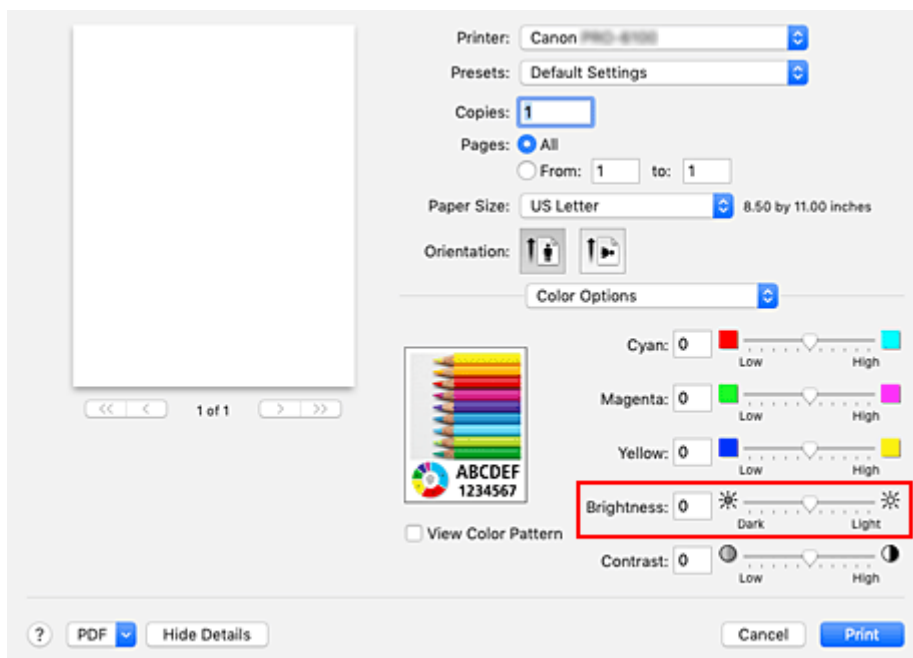 Printer: Canon
Presets: Default Settings
Copies: 1
Pages: All
From: 1 to: 1
Paper Size: US Letter 8.50 by 11.00 inches
Orientation:
Color Options
Cyan: 0
Low High
Magenta: 0
Low High
Yellow: 0
Low High
Brightness: 0
Dark Light
Contrast: 0
Low High
ABCDEF
1234567
View Color Pattern
<< < 1 of 1 > >>
? PDF Hide Details Cancel Print